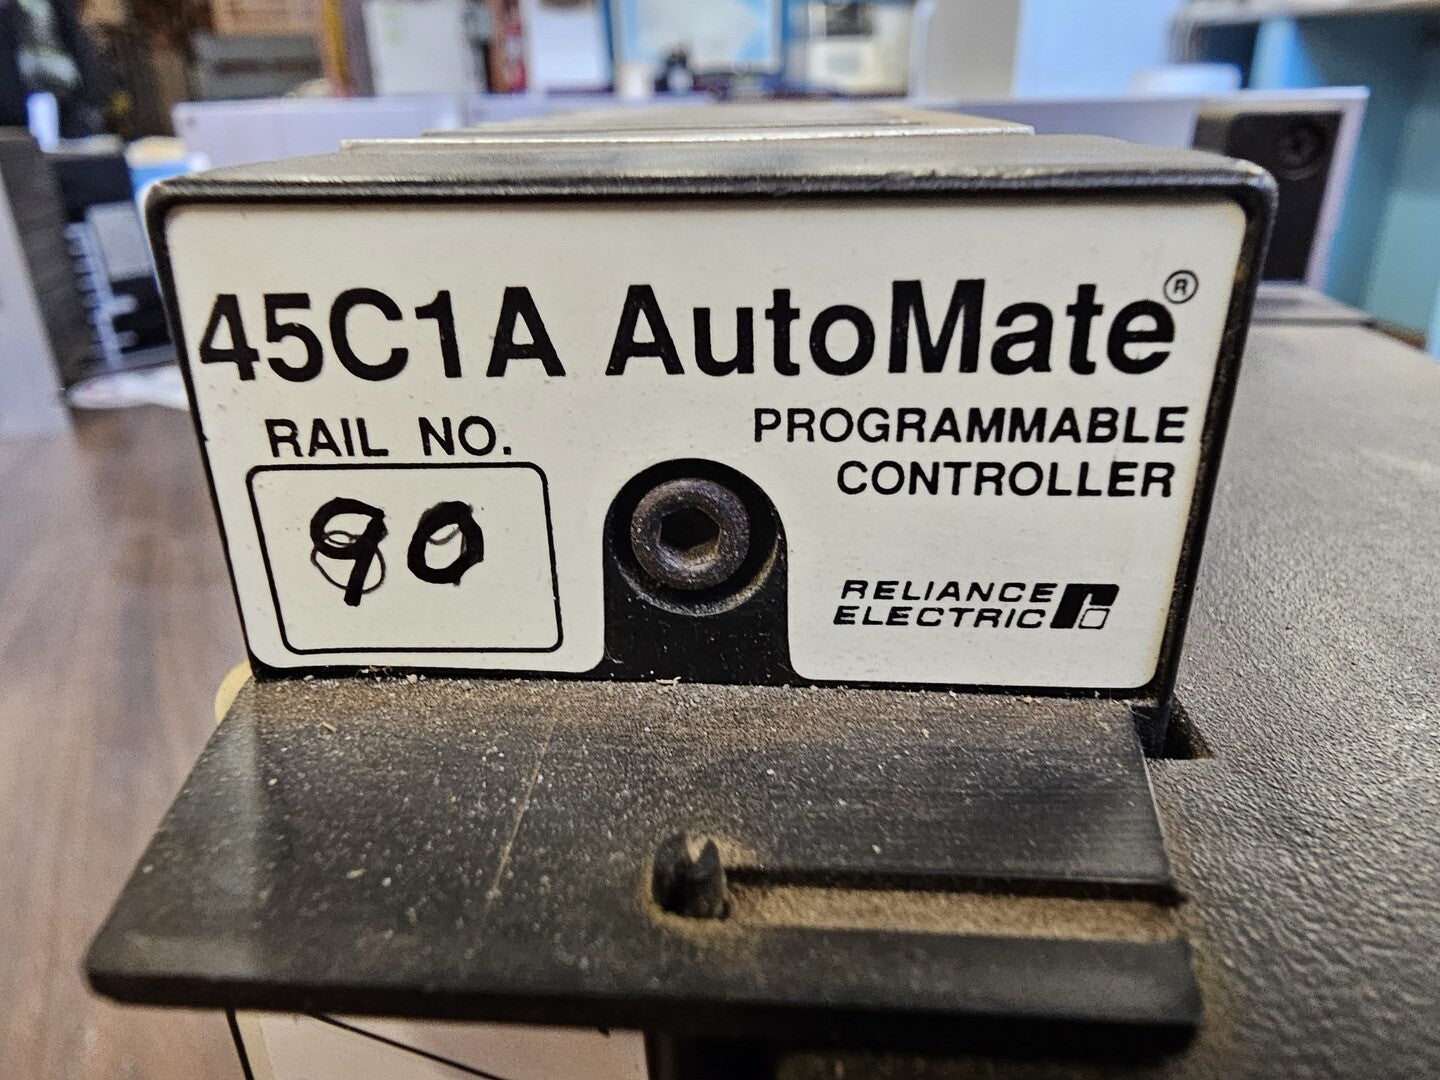 45C1A AutoMate®
RAIL NO.
90
PROGRAMMABLE
CONTROLLER
RELIANCE
ELECTRIC